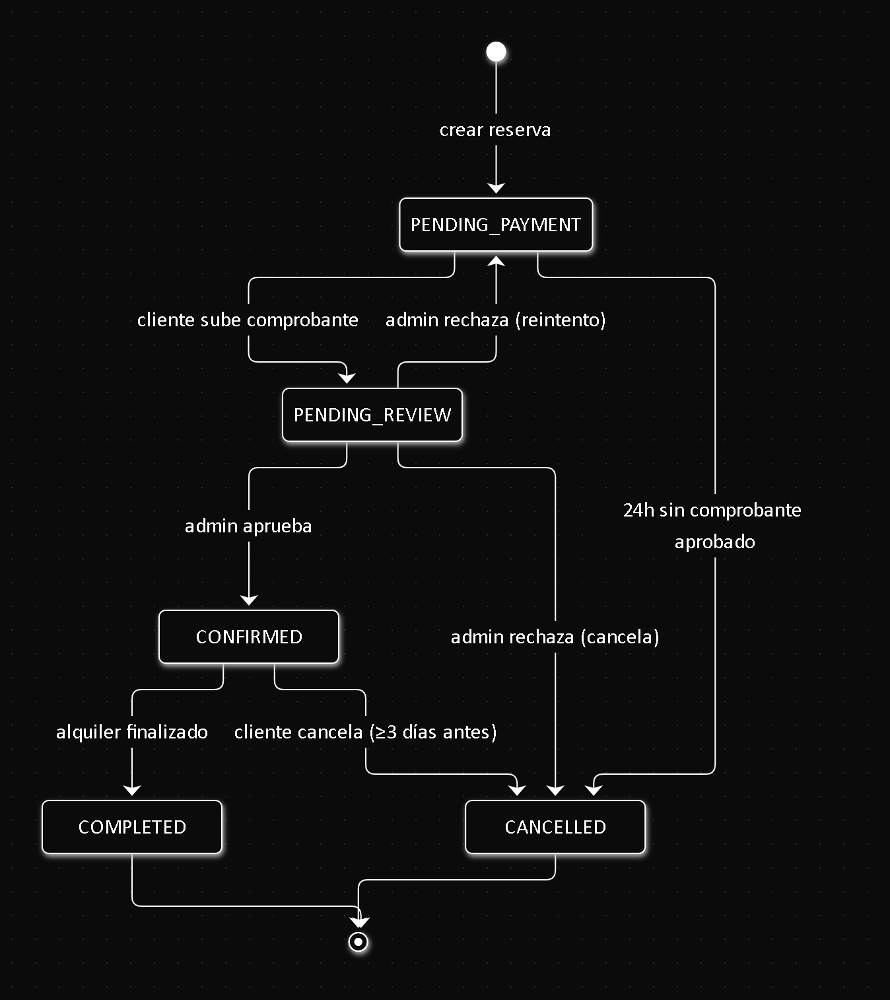 crear reserva
PENDING_PAYMENT
cliente sube comprobante
admin rechaza (reintento)
PENDING_REVIEW
24h sin comprobante
aprobado
admin aprueba
CONFIRMED
admin rechaza (cancela)
alquiler finalizado
cliente cancela (≥3 días antes)
COMPLETED
CANCELLED